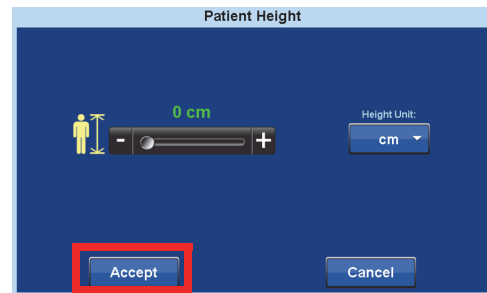 Patient Height
0 cm
Height Unit:
- +
cm
Accept Cancel